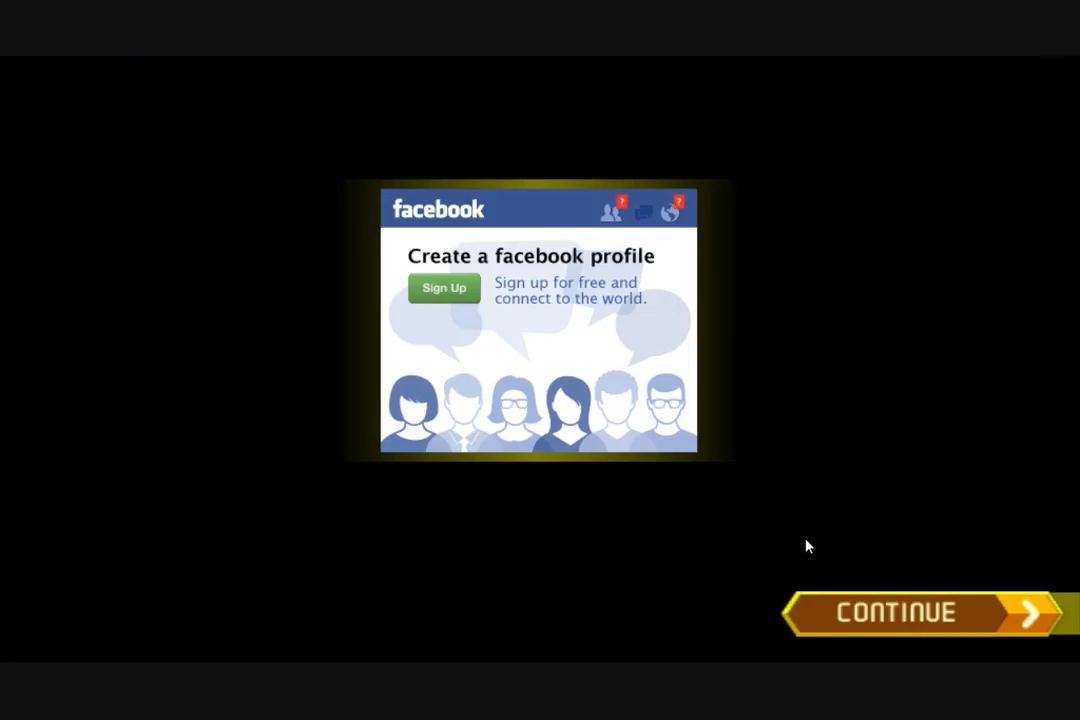 facebook
?
?
Create a facebook profile
Sign Up
Sign up for free and
connect to the world.
CONTINUE